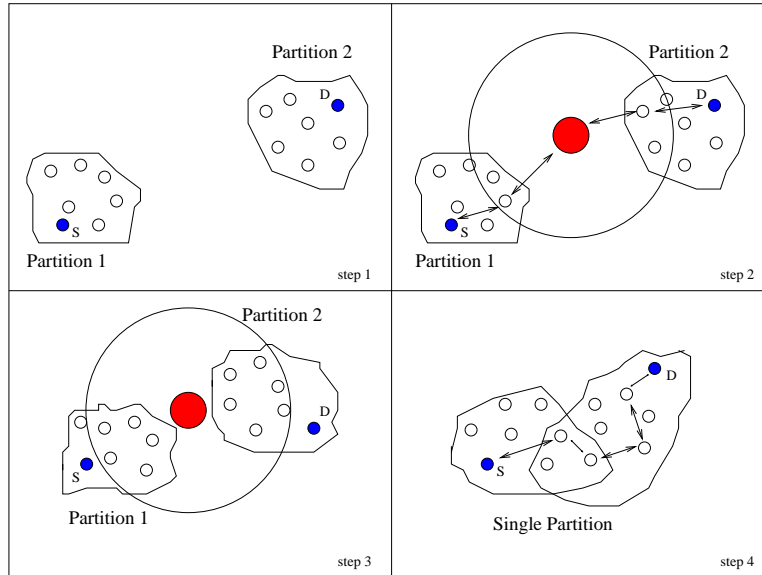 Partition 2
D
S
Partition 1
step 1
Partition 2
D
S
Partition 1
step 2
Partition 2
D
S
Partition 1
step 3
D
S
Single Partition
step 4